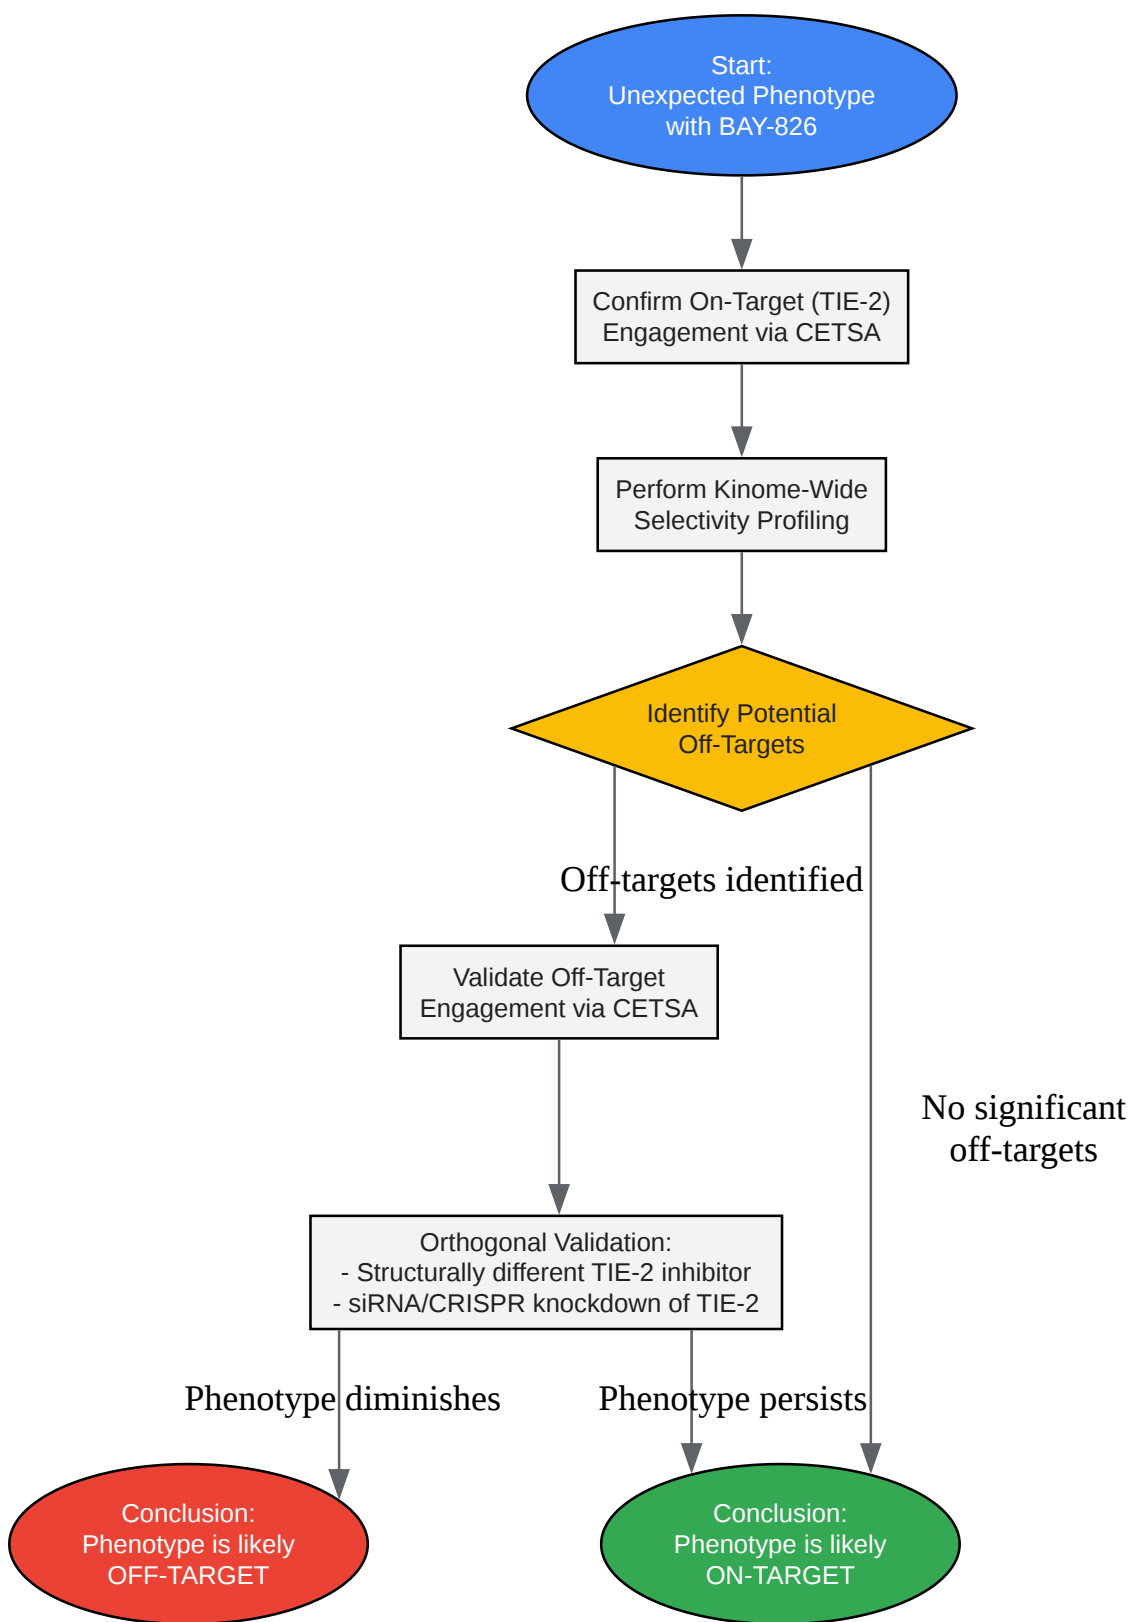 Start:
Unexpected Phenotype
with BAY-826
Confirm On-Target (TIE-2)
Engagement via CETSA
Perform Kinome-Wide
Selectivity Profiling
Identify Potential
Off-Targets
Off-targets identified
Validate Off-Target
Engagement via CETSA
No significant
off-targets
Orthogonal Validation:
- Structurally different TIE-2 inhibitor
- siRNA/CRISPR knockdown of TIE-2
Phenotype diminishes
Phenotype persists
Conclusion:
Phenotype is likely
OFF-TARGET
Conclusion:
Phenotype is likely
ON-TARGET